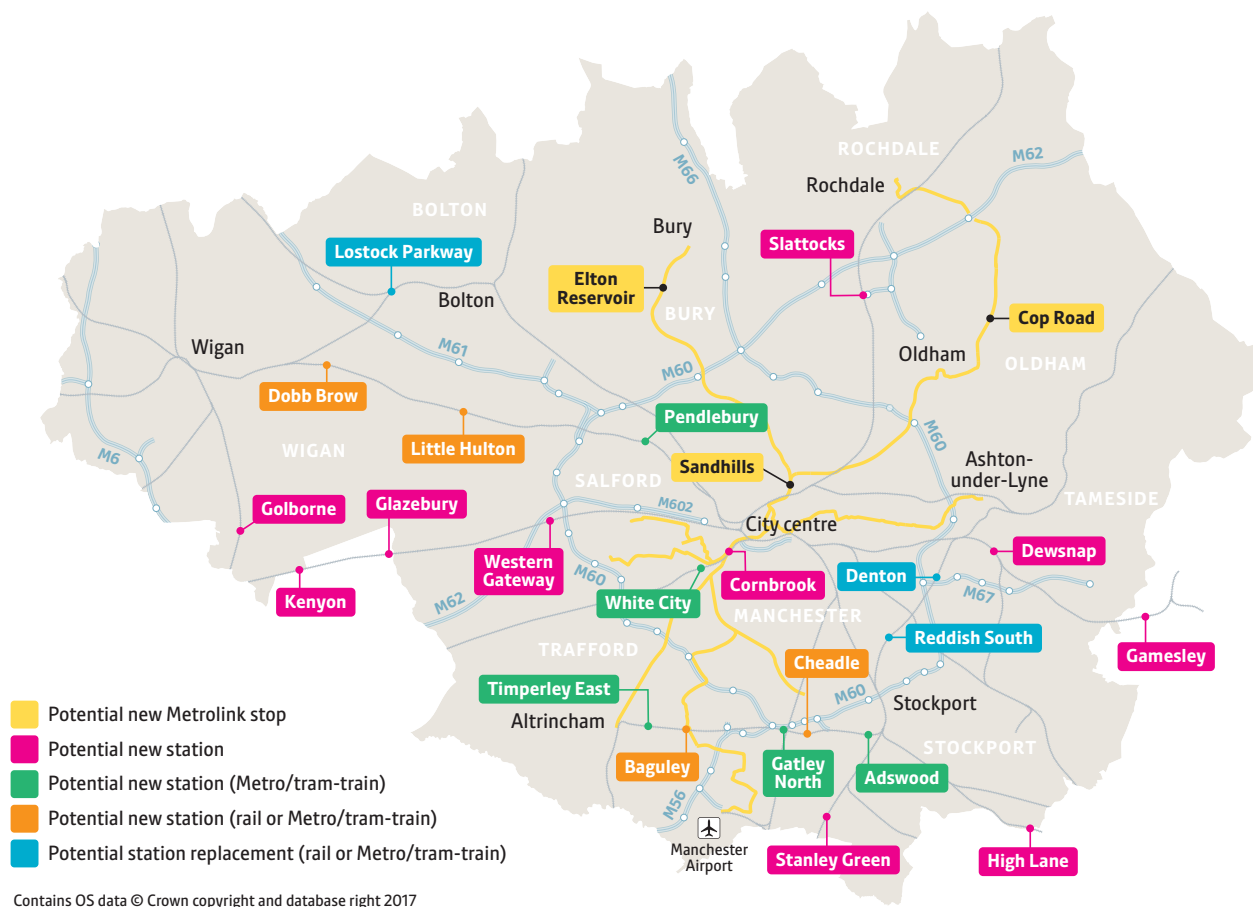 ROCHDALE
M62
M66
Rochdale
BOLTON
Bury
Slattocks
Lostock Parkway
Elton
Reservoir
Bolton
BURY
Cop Road
Wigan
M61
M60
Oldham
OLDHAM
Dobb Brow
Pendlebury
Little Hulton
M60
WIGAN
M6
Sandhills
Ashton-
under-Lyne
SALFORD
TAMESIDE
Golborne
Glazebury
M602
City centre
Western
Gateway
Dewsnap
Kenyon
M60
Cornbrook
Denton
M67
M62
White City
MANCHESTER
Reddish South
TRAFFORD
Gamesley
Cheadle
Timperley East
M60
Stockport
Altrincham
STOCKPORT
Baguley
Gatley
North
Adswood
M56
Manchester
Airport
Stanley Green
High Lane
Potential new Metrolink stop
Potential new station
Potential new station (Metro/tram-train)
Potential new station (rail or Metro/tram-train)
Potential station replacement (rail or Metro/tram-train)
Contains OS data © Crown copyright and database right 2017